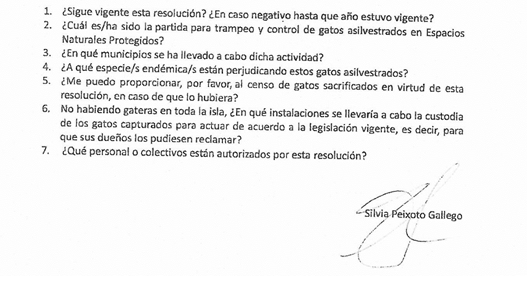 1. ¿Sigue vigente esta resolución? ¿En caso negativo hasta que año estuvo vigente?
2. ¿Cuál es/ha sido la partida para trampeo y control de gatos asilvestrados en Espacios
Naturales Protegidos?
3. ¿En qué municipios se ha llevado a cabo dicha actividad?
4. ¿A qué especie/s endémica/s están perjudicando estos gatos asilvestrados?
5. ¿Me puedo proporcionar, por favor, al censo de gatos sacrificados en virtud de esta
resolución, en caso de que lo hubiera?
6. No habiendo gateras en toda la isla, ¿En qué instalaciones se llevaría a cabo la custodia
de los gatos capturados para actuar de acuerdo a la legislación vigente, es decir, para
que sus dueños los pudiesen reclamar?
7. ¿Qué personal o colectivos están autorizados por esta resolución?
Silvia Peixoto Gallego